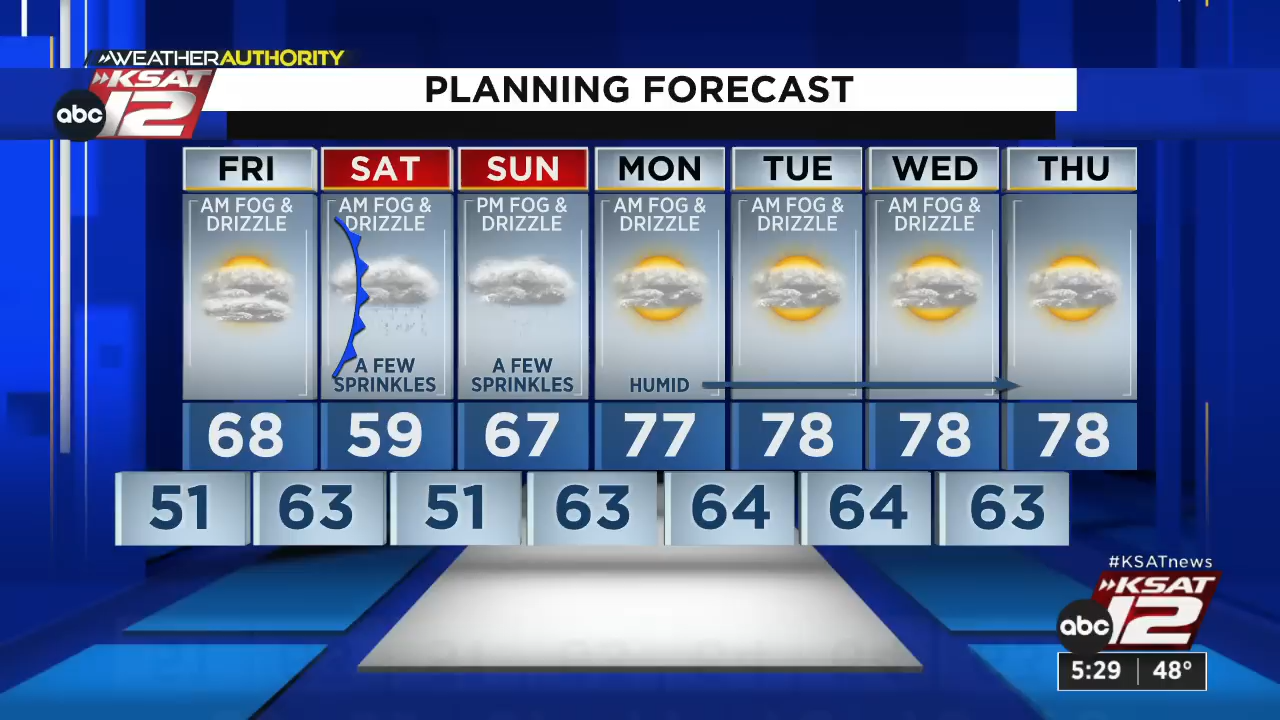 WEATHER AUTHORITY
KSAT
abc 12
PLANNING FORECAST
FRI SAT SUN MON TUE WED THU
AM FOG & AM FOG & PM FOG & AM FOG & AM FOG & AM FOG &
DRIZZLE DRIZZLE DRIZZLE DRIZZLE DRIZZLE DRIZZLE
A FEW A FEW
SPRINKLES SPRINKLES HUMID
68 59 67 77 78 78 78
51 63 51 63 64 64 63
#KSATnews
KSAT
abc 12
5:29 48°